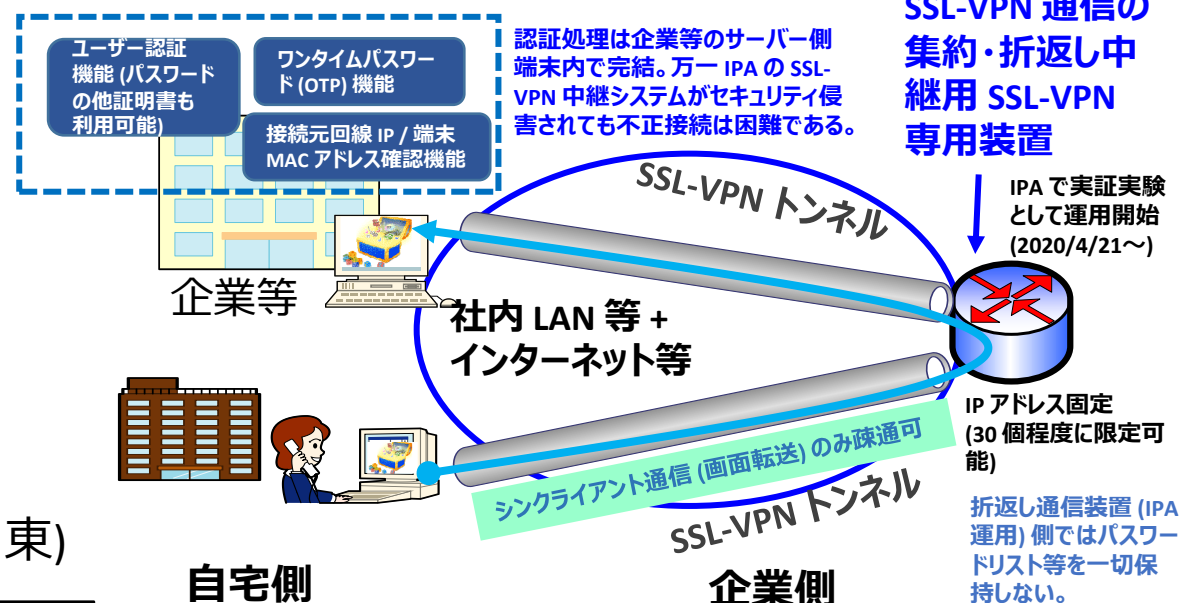 ユーザー認証
機能 (パスワード
の他証明書も
利用可能)
ワンタイムパスワー
ド (OTP) 機能
接続元回線 IP / 端末
MAC アドレス確認機能
認証処理は企業等のサーバー側
端末内で完結。万一 IPA の SSL-
VPN 中継システムがセキュリティ侵
害されても不正接続は困難である。
SSL-VPN 通信の
集約・折返し中
継用 SSL-VPN
専用装置
IPA で実証実験
として運用開始
(2020/4/21～)
SSL-VPN トンネル
企業等
社内 LAN 等 +
インターネット等
IP アドレス固定
(30 個程度に限定可
能)
シンクライアント通信 (画面転送) のみ疎通可
SSL-VPN トンネル
折返し通信装置 (IPA
運用) 側ではパスワー
ドリスト等を一切保
持しない。
東)
自宅側
企業側